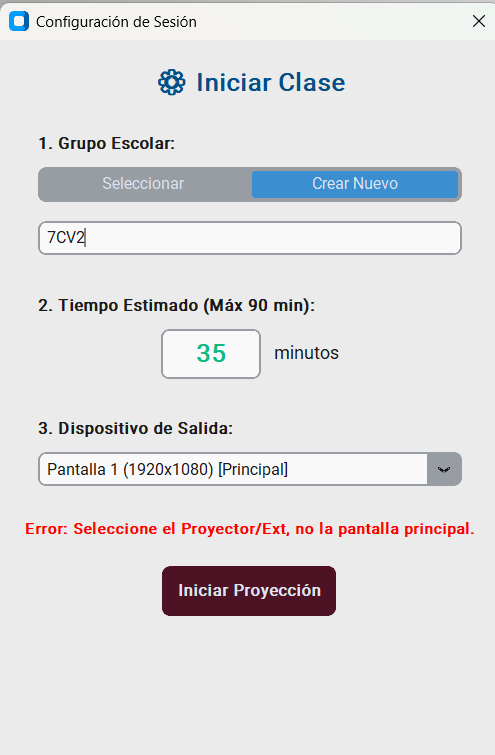 Configuración de Sesión
Iniciar Clase
1. Grupo Escolar:
Seleccionar Crear Nuevo
7CV2
2. Tiempo Estimado (Máx 90 min):
35 minutos
3. Dispositivo de Salida:
Pantalla 1 (1920x1080) [Principal]
Error: Seleccione el Proyector/Ext, no la pantalla principal.
Iniciar Proyección